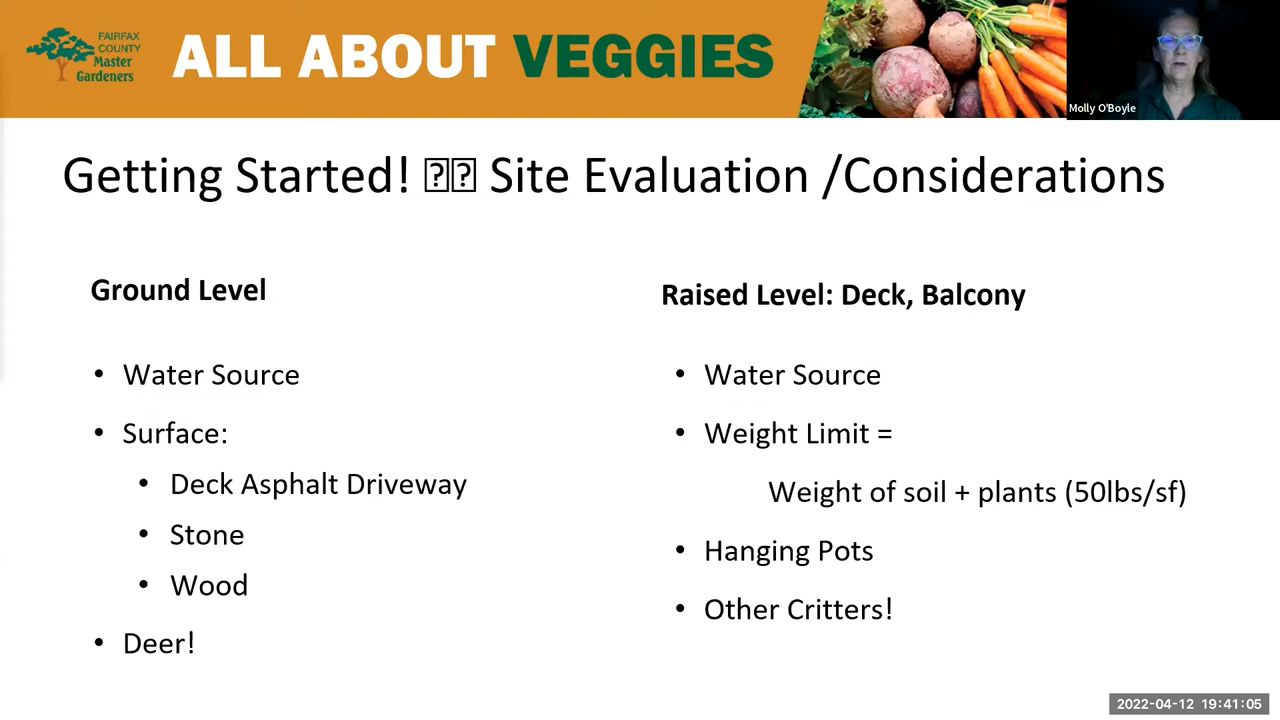 FAIRFAX
COUNTY
Master
Gardeners
ALL ABOUT VEGGIES
Molly O'Boyle
Getting Started! ⍰⍰ Site Evaluation /Considerations
Ground Level
• Water Source
• Surface:
• Deck Asphalt Driveway
• Stone
• Wood
• Deer!
Raised Level: Deck, Balcony
• Water Source
• Weight Limit =
Weight of soil + plants (50lbs/sf)
• Hanging Pots
• Other Critters!
2022-04-12 19:41:05